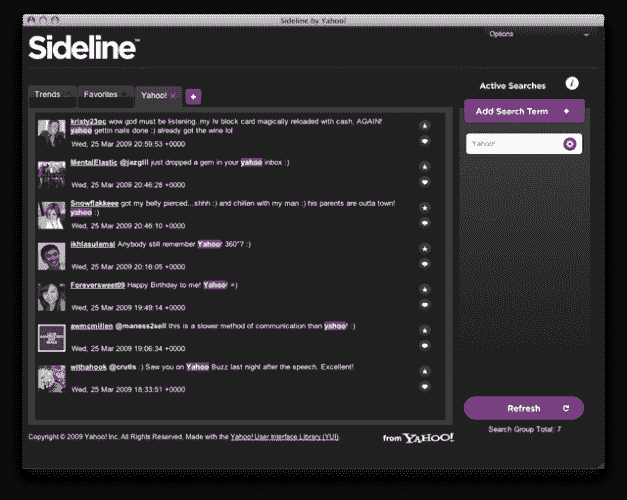 Sideline by Yahoo!
Sideline™
Options
Trends
Favorites
Yahoo!
Active Searches
Add Search Term +
Yahoo!
kristy23oc wow god must be listening..my hr block card magically reloaded with cash, AGAIN!
yahoo gettin nails done :) already got the wine lol
Wed, 25 Mar 2009 20:59:53 +0000
MentalElastic @jazgill just dropped a gem in your yahoo inbox :)
Wed, 25 Mar 2009 20:46:28 +0000
Snowflakkeee got my belly pierced...shhh :) and chillen with my man :) his parents are outta town!
yahoo :)
Wed, 25 Mar 2009 20:46:10 +0000
ikhlasulamal Anybody still remember Yahoo! 360°? :)
Wed, 25 Mar 2009 20:16:05 +0000
Foreversweet09 Happy Birthday to me! Yahoo! =)
Wed, 25 Mar 2009 19:49:14 +0000
awmcmillen @maness2sell this is a slower method of communication than yahoo! :)
Wed, 25 Mar 2009 19:06:34 +0000
withahook @crutis :) Saw you on Yahoo Buzz last night after the speech. Excellent!
Wed, 25 Mar 2009 18:33:51 +0000
Refresh
Search Group Total: 7
Copyright © 2009 Yahoo! Inc. All Rights Reserved. Made with the Yahoo! User Interface Library (YUI).
from YAHOO!